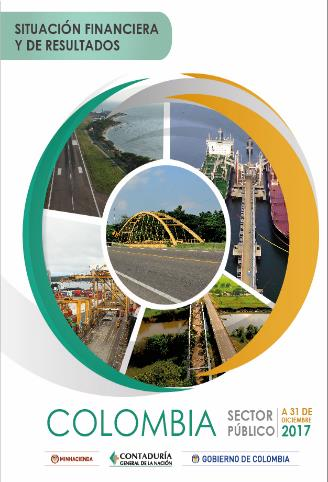 SITUACIÓN FINANCIERA
Y DE RESULTADOS
COLOMBIA
SECTOR
PÚBLICO
A 31 DE
DICIEMBRE
2017
MINHACIENDA
CONTADURÍA
GENERAL DE LA NACIÓN
GOBIERNO DE COLOMBIA